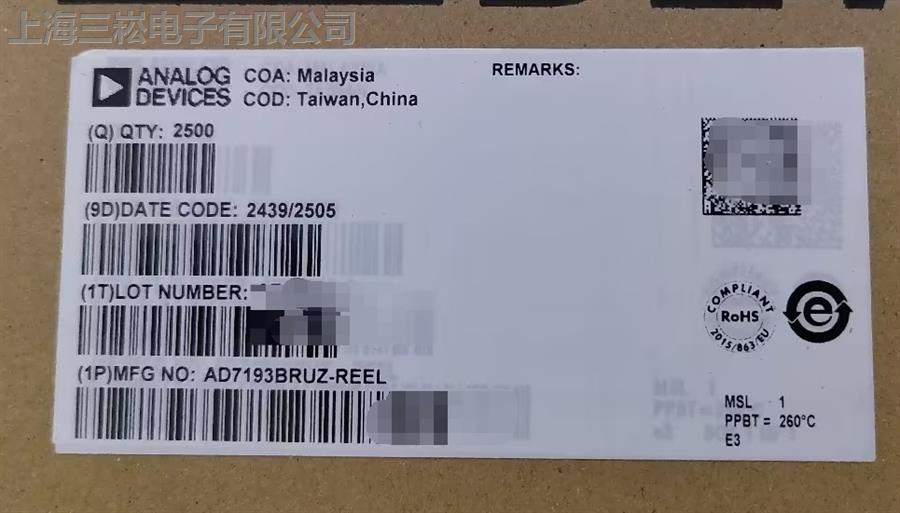 上海三崧电子有限公司
ANALOG DEVICES
COA: Malaysia
COD: Taiwan,China
REMARKS:
(Q) QTY: 2500
(9D)DATE CODE: 2439/2505
(1T)LOT NUMBER:
(1P)MFG NO: AD7193BRUZ-REEL
COMPLIANT
RoHS
2015/863/EU
e
MSL 1
PPBT = 260°C
E3